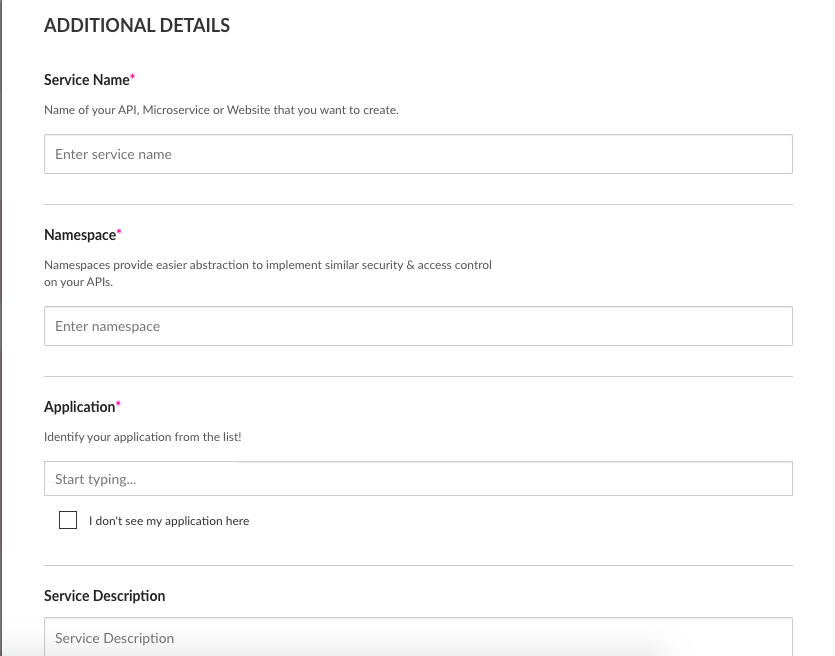 ADDITIONAL DETAILS
Service Name*
Name of your API, Microservice or Website that you want to create.
Enter service name
Namespace*
Namespaces provide easier abstraction to implement similar security & access control
on your APIs.
Enter namespace
Application*
Identify your application from the list!
Start typing...
I don't see my application here
Service Description
Service Description